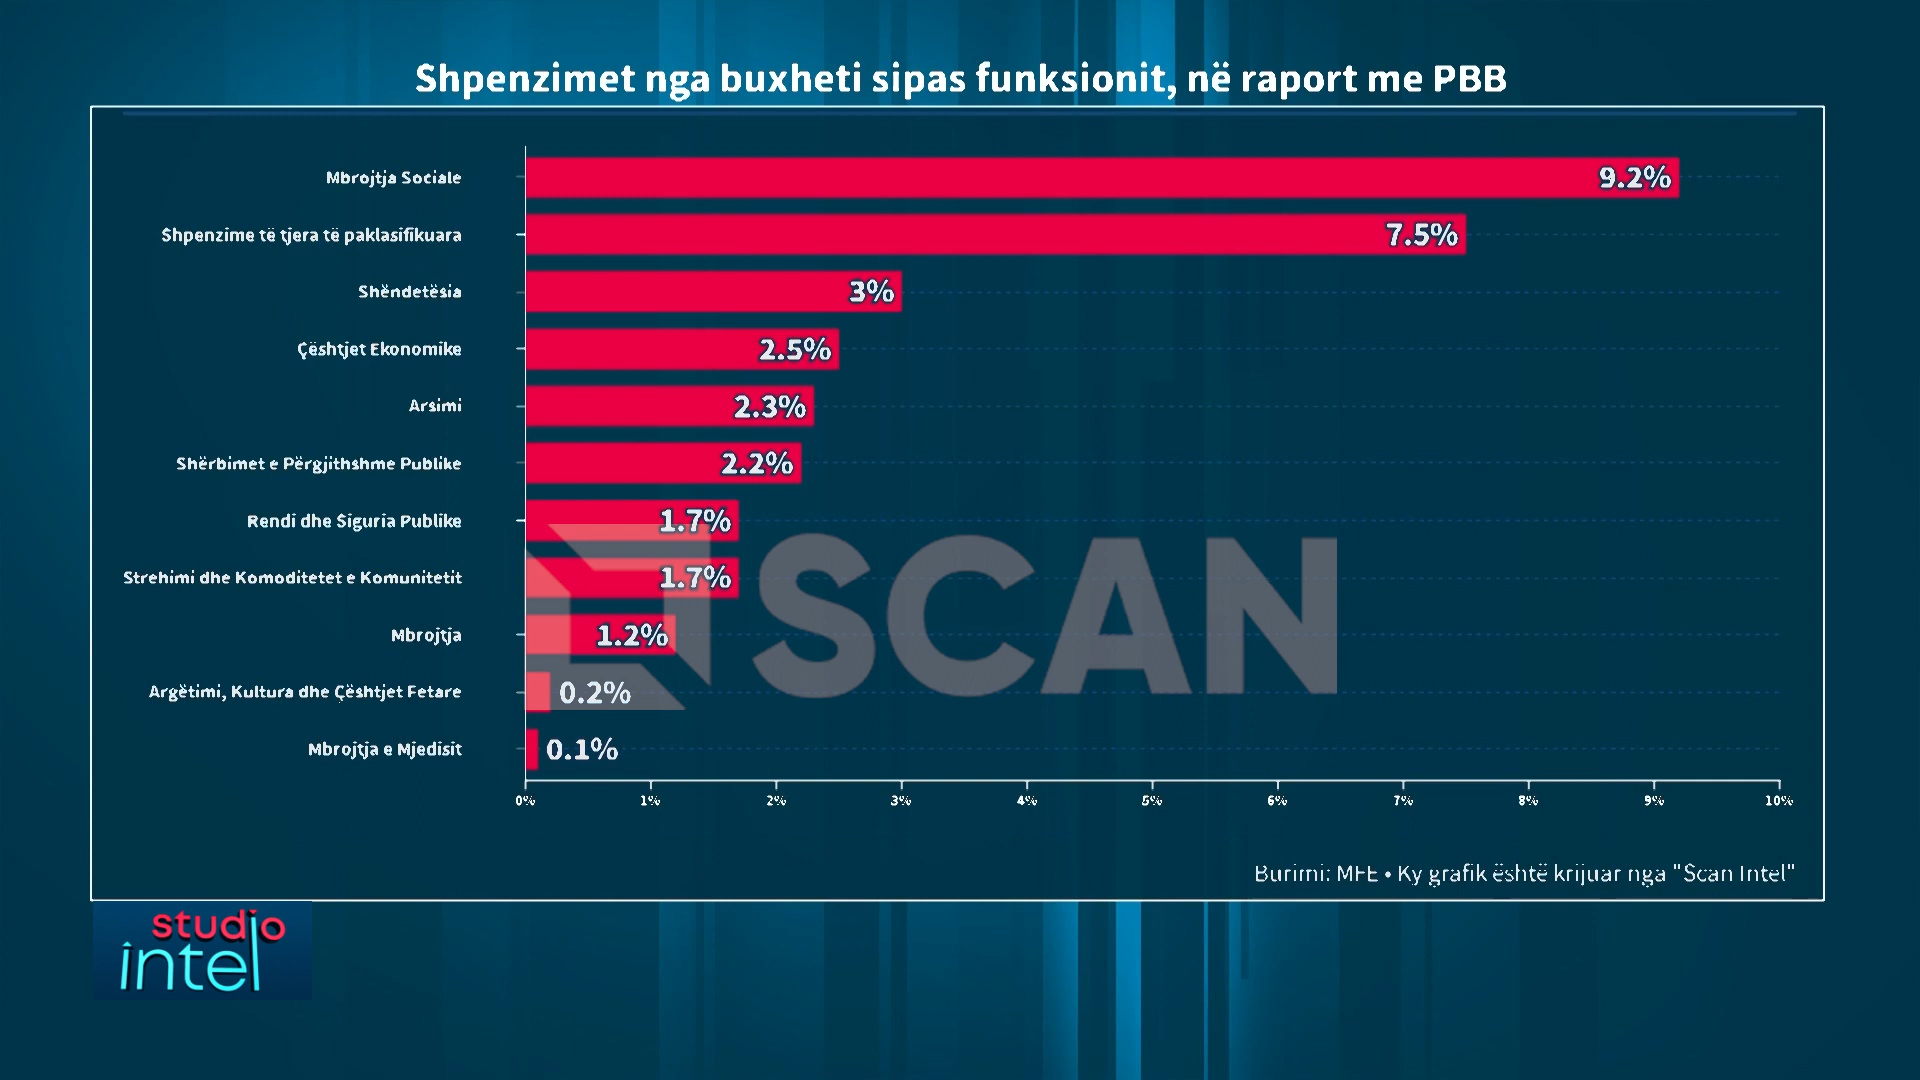 Shpenzimet nga buxheti sipas funksionit, në raport me PBB
Mbrojtja Sociale 9.2%
Shpenzime të tjera të paklasifikuara 7.5%
Shëndetësia 3%
Çështjet Ekonomike 2.5%
Arsimi 2.3%
Shërbimet e Përgjithshme Publike 2.2%
Rendi dhe Siguria Publike 1.7%
Strehimi dhe Komoditetet e Komunitetit 1.7%
Mbrojtja 1.2%
Argëtimi, Kultura dhe Çështjet Fetare 0.2%
Mbrojtja e Mjedisit 0.1%
0% 1% 2% 3% 4% 5% 6% 7% 8% 9% 10%
SCAN
Burimi: MFE • Ky grafik është krijuar nga "Scan Intel"
studio
intel